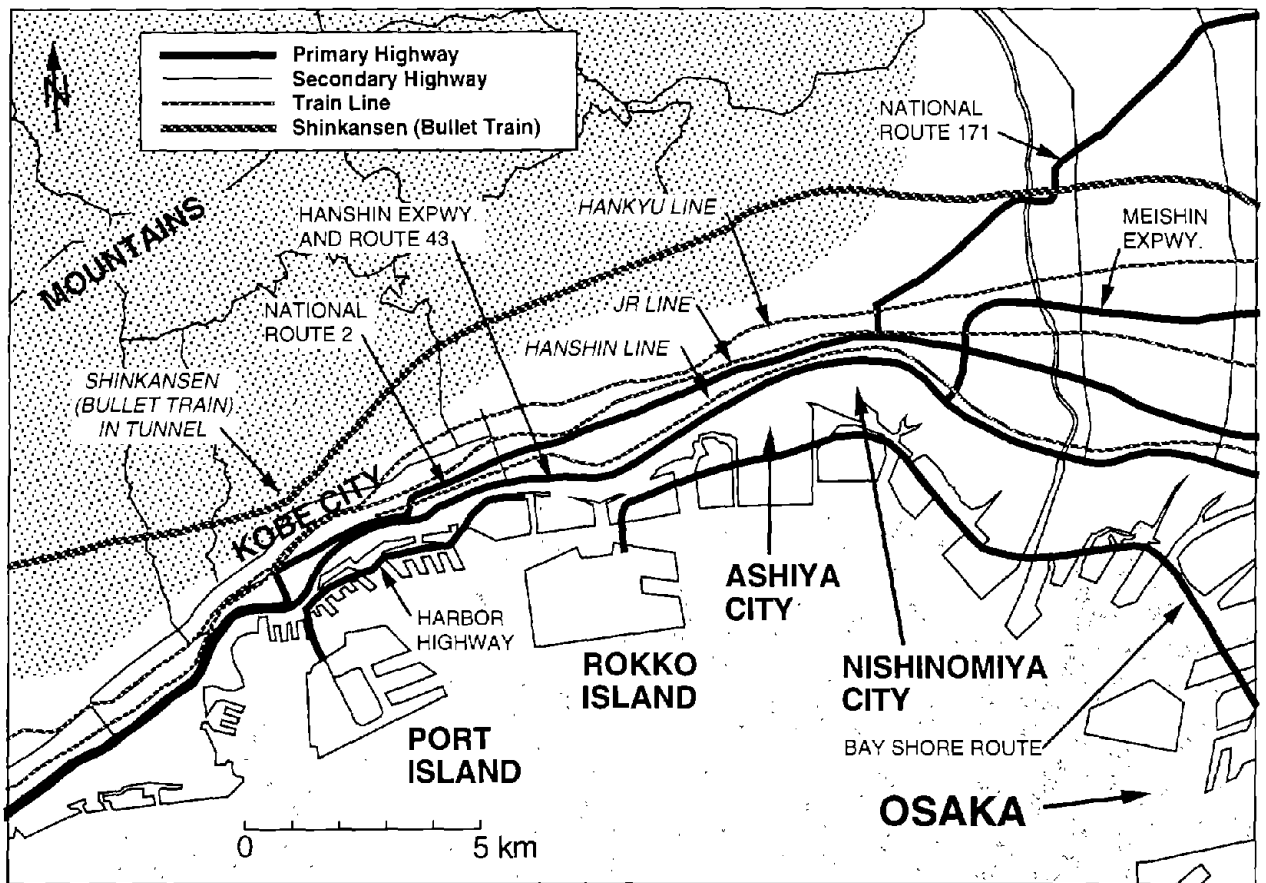 Primary Highway
Secondary Highway
Train Line
Shinkansen (Bullet Train)
N
NATIONAL
ROUTE 171
MOUNTAINS
HANSHIN EXPWY
AND ROUTE 43
HANKYU LINE
MEISHIN
EXPWY.
NATIONAL
ROUTE 2
JR LINE
HANSHIN LINE
SHINKANSEN
(BULLET TRAIN)
IN TUNNEL
KOBE CITY
HARBOR
HIGHWAY
ASHIYA
CITY
ROKKO
ISLAND
NISHINOMIYA
CITY
PORT
ISLAND
BAY SHORE ROUTE
OSAKA
0 5 km